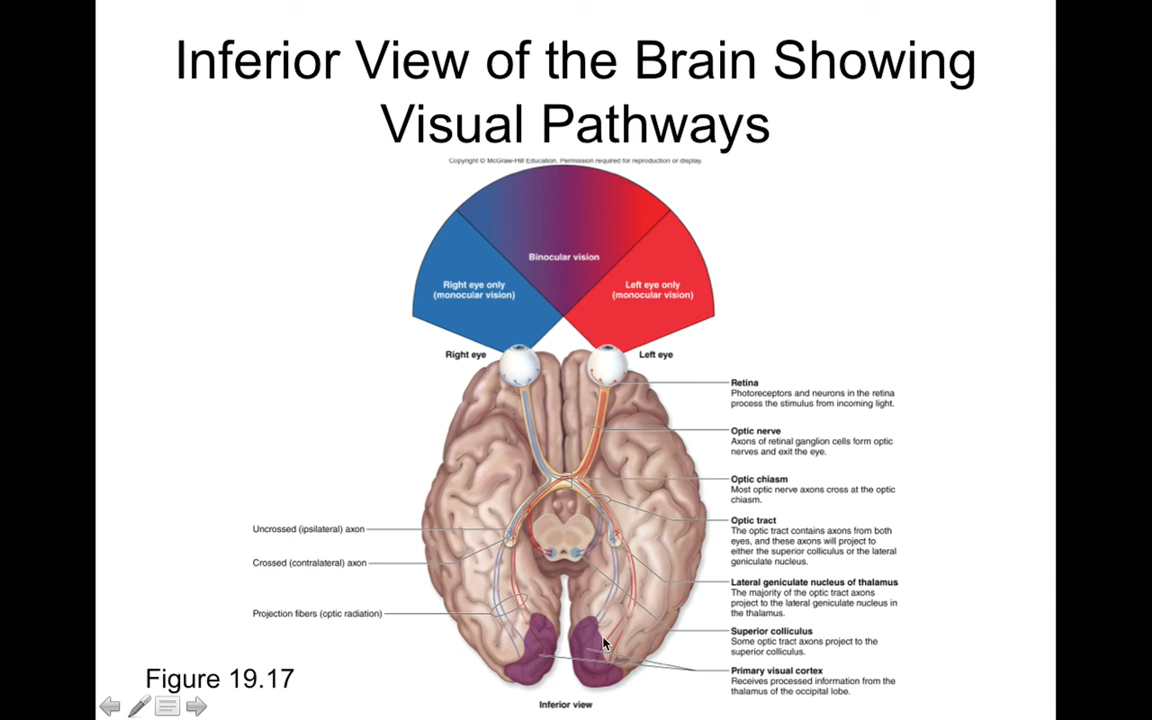 Inferior View of the Brain Showing
Visual Pathways
Copyright © McGraw-Hill Education. Permission required for reproduction or display.
Binocular vision
Right eye only
(monocular vision)
Left eye only
(monocular vision)
Right eye
Left eye
Retina
Photoreceptors and neurons in the retina
process the stimulus from incoming light.
Optic nerve
Axons of retinal ganglion cells form optic
nerves and exit the eye.
Optic chiasm
Most optic nerve axons cross at the optic
chiasm.
Optic tract
The optic tract contains axons from both
eyes, and these axons will project to
either the superior colliculus or the lateral
geniculate nucleus.
Uncrossed (ipsilateral) axon
Crossed (contralateral) axon
Lateral geniculate nucleus of thalamus
The majority of the optic tract axons
project to the lateral geniculate nucleus in
the thalamus.
Projection fibers (optic radiation)
Superior colliculus
Some optic tract axons project to the
superior colliculus.
Primary visual cortex
Receives processed information from the
thalamus of the occipital lobe.
Figure 19.17
Inferior view